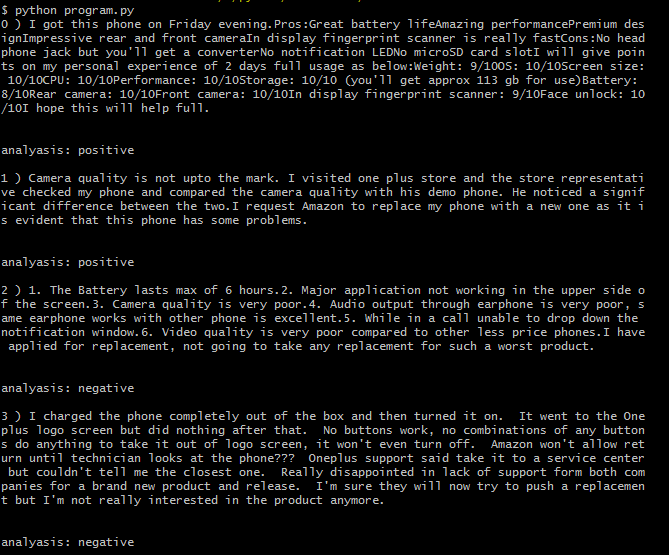 $ python program.py
0 ) I got this phone on Friday evening.Pros:Great battery lifeAmazing performancePremium des
ignImpressive rear and front cameraIn display fingerprint scanner is really fastCons:No head
phone jack but you'll get a converterNo notification LEDNo microSD card slotI will give poin
ts on my personal experience of 2 days full usage as below:Weight: 9/10OS: 10/10Screen size:
 10/10CPU: 10/10Performance: 10/10Storage: 10/10 (you'll get approx 113 gb for use)Battery:
8/10Rear camera: 10/10Front camera: 10/10In display fingerprint scanner: 9/10Face unlock: 10
/10I hope this will help full.
analyasis: positive
1 ) Camera quality is not upto the mark. I visited one plus store and the store representati
ve checked my phone and compared the camera quality with his demo phone. He noticed a signif
icant difference between the two.I request Amazon to replace my phone with a new one as it i
s evident that this phone has some problems.
analyasis: positive
2 ) 1. The Battery lasts max of 6 hours.2. Major application not working in the upper side o
f the screen.3. Camera quality is very poor.4. Audio output through earphone is very poor, s
ame earphone works with other phone is excellent.5. While in a call unable to drop down the
notification window.6. Video quality is very poor compared to other less price phones.I have
 applied for replacement, not going to take any replacement for such a worst product.
analyasis: negative
3 ) I charged the phone completely out of the box and then turned it on.  It went to the One
plus logo screen but did nothing after that.  No buttons work, no combinations of any button
s do anything to take it out of logo screen, it won't even turn off.  Amazon won't allow ret
urn until technician looks at the phone???  Oneplus support said take it to a service center
 but couldn't tell me the closest one.  Really disappointed in lack of support form both com
panies for a brand new product and release.  I'm sure they will now try to push a replacemen
t but I'm not really interested in the product anymore.
analyasis: negative